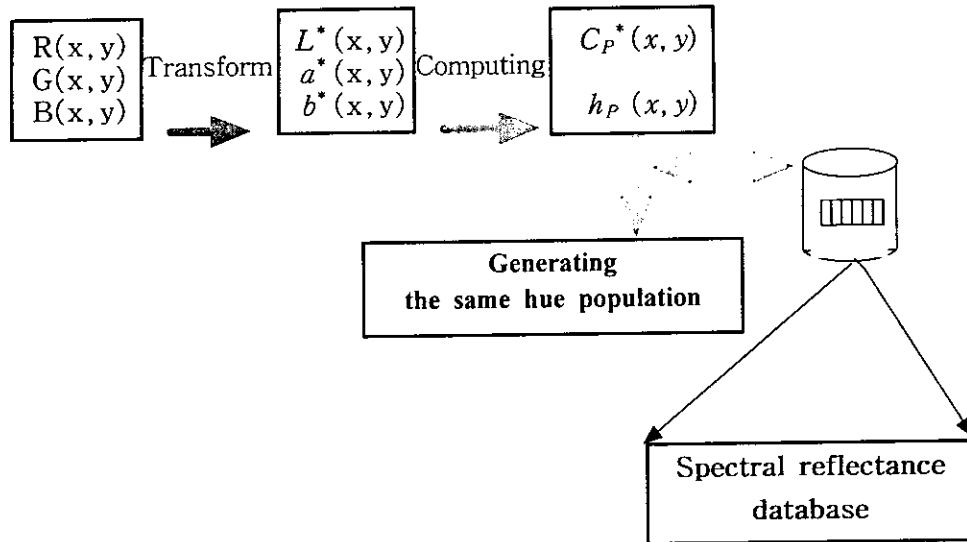 R(x, y)
G(x, y)
B(x, y)
Transform
L*(x, y)
a*(x, y)
b*(x, y)
Computing
C_P*(x, y)
h_P(x, y)
Generating
the same hue population
Spectral reflectance
database